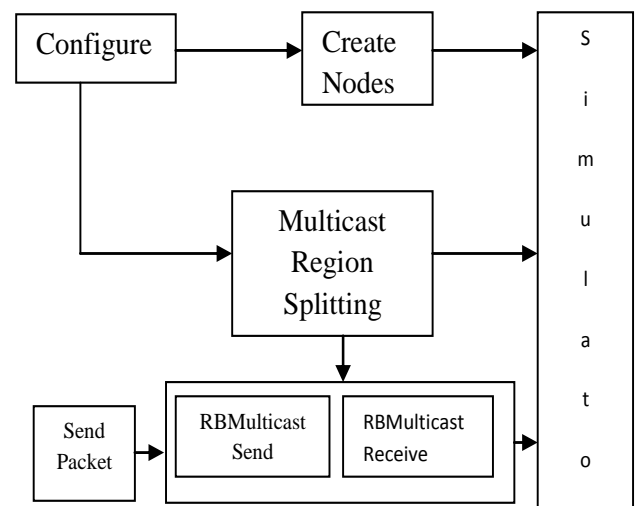 Configure
Create
Nodes
Multicast
Region
Splitting
Send
Packet
RBMulticast
Send
RBMulticast
Receive
S
i
m
u
l
a
t
o